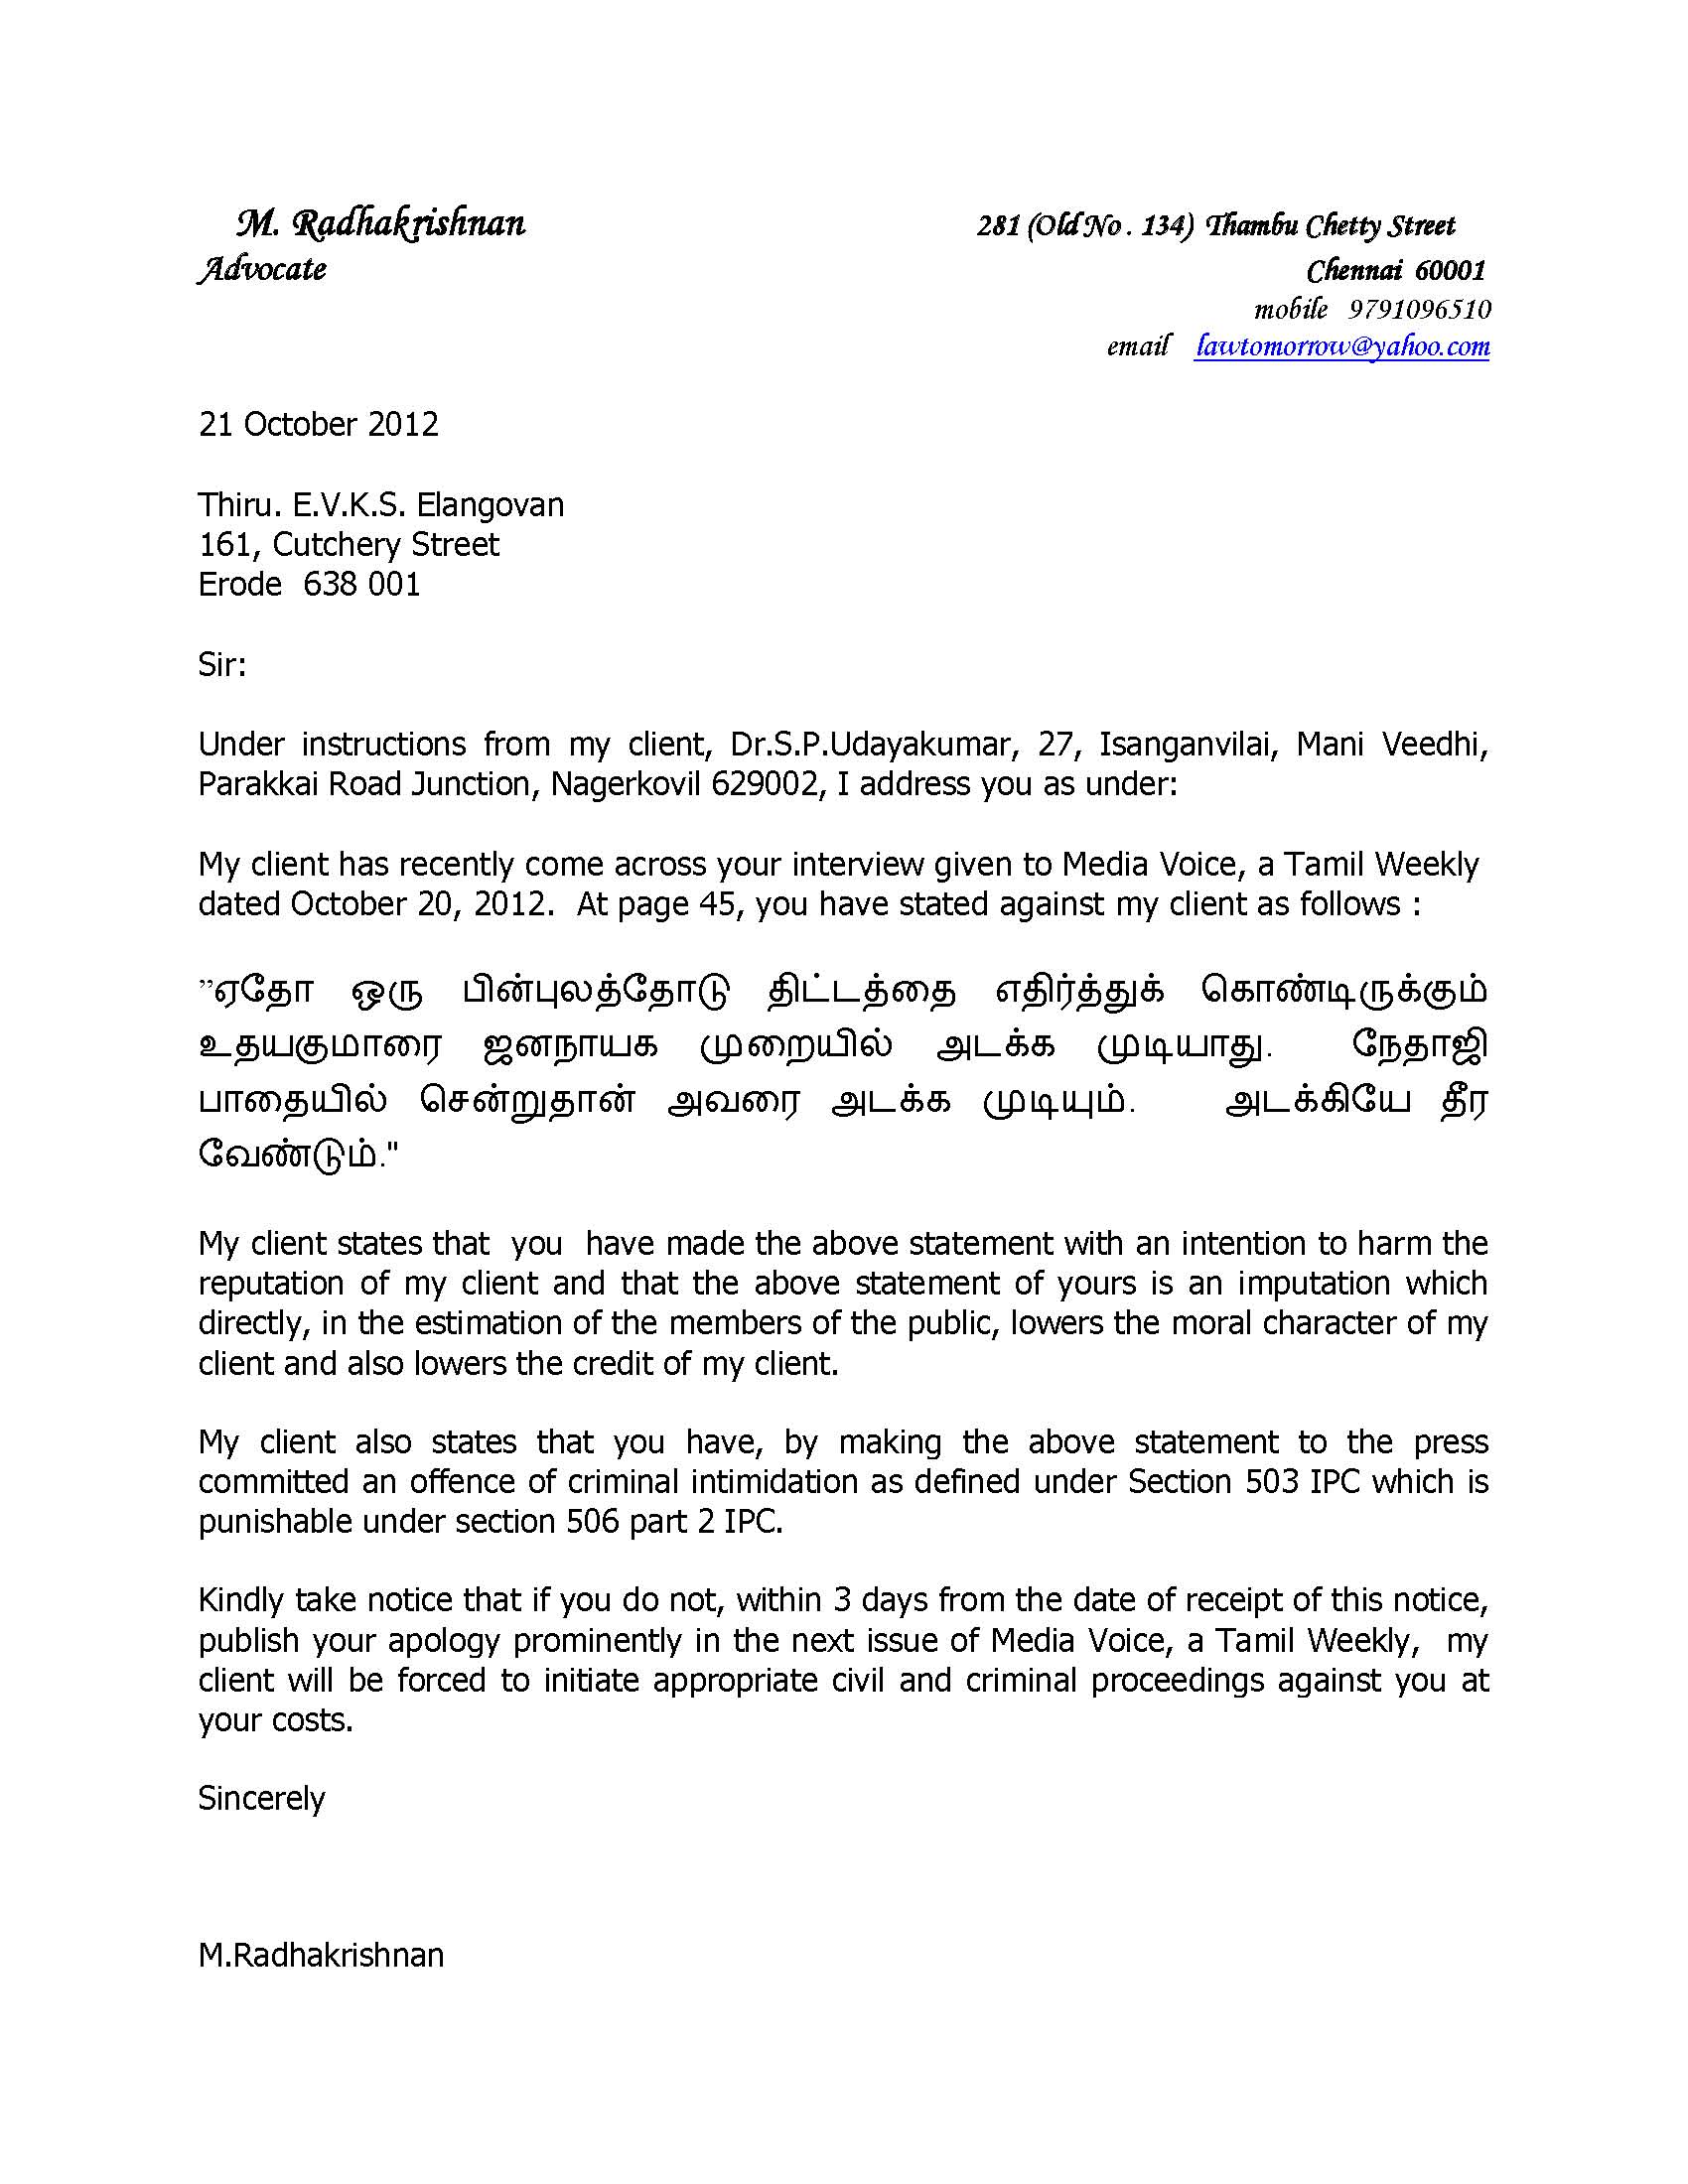 M. Radhakrishnan 281 (Old No . 134) Thambu Chetty Street
Advocate Chennai 60001
mobile 9791096510
email lawtomorrow@yahoo.com
21 October 2012
Thiru. E.V.K.S. Elangovan
161, Cutchery Street
Erode 638 001
Sir:
Under instructions from my client, Dr.S.P.Udayakumar, 27, Isanganvilai, Mani Veedhi,
Parakkai Road Junction, Nagerkovil 629002, I address you as under:
My client has recently come across your interview given to Media Voice, a Tamil Weekly
dated October 20, 2012. At page 45, you have stated against my client as follows :
”ஏதோ ஒரு பின்புலத்தோடு திட்டத்தை எதிர்த்துக் கொண்டிருக்கும்
உதயகுமாரை ஜனநாயக முறையில் அடக்க முடியாது. நேதாஜி
பாதையில் சென்றுதான் அவரை அடக்க முடியும். அடக்கியே தீர
வேண்டும்."
My client states that you have made the above statement with an intention to harm the
reputation of my client and that the above statement of yours is an imputation which
directly, in the estimation of the members of the public, lowers the moral character of my
client and also lowers the credit of my client.
My client also states that you have, by making the above statement to the press
committed an offence of criminal intimidation as defined under Section 503 IPC which is
punishable under section 506 part 2 IPC.
Kindly take notice that if you do not, within 3 days from the date of receipt of this notice,
publish your apology prominently in the next issue of Media Voice, a Tamil Weekly, my
client will be forced to initiate appropriate civil and criminal proceedings against you at
your costs.
Sincerely
M.Radhakrishnan